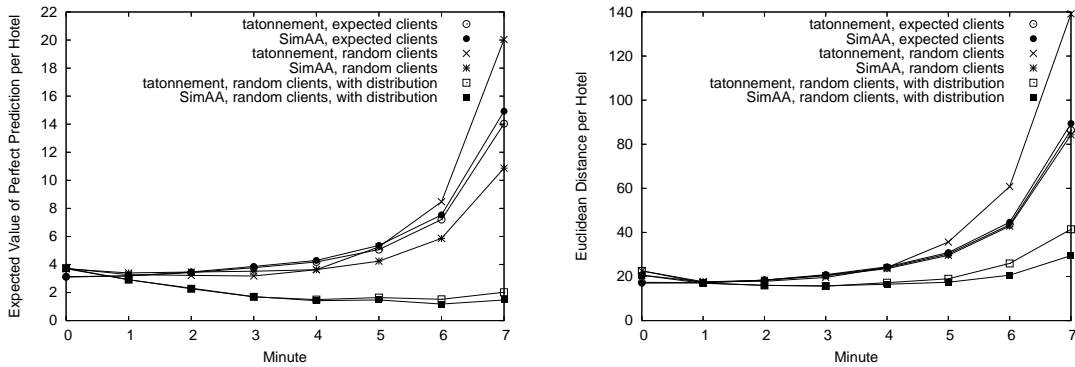 Expected Value of Perfect Prediction per Hotel
22
20
18
16
14
12
10
8
6
4
2
0
tatonnement, expected clients
SimAA, expected clients
tatonnement, random clients
SimAA, random clients
tatonnement, random clients, with distribution
SimAA, random clients, with distribution
0 1 2 3 4 5 6 7
Minute
Euclidean Distance per Hotel
140
120
100
80
60
40
20
0
tatonnement, expected clients
SimAA, expected clients
tatonnement, random clients
SimAA, random clients
tatonnement, random clients, with distribution
SimAA, random clients, with distribution
0 1 2 3 4 5 6 7
Minute